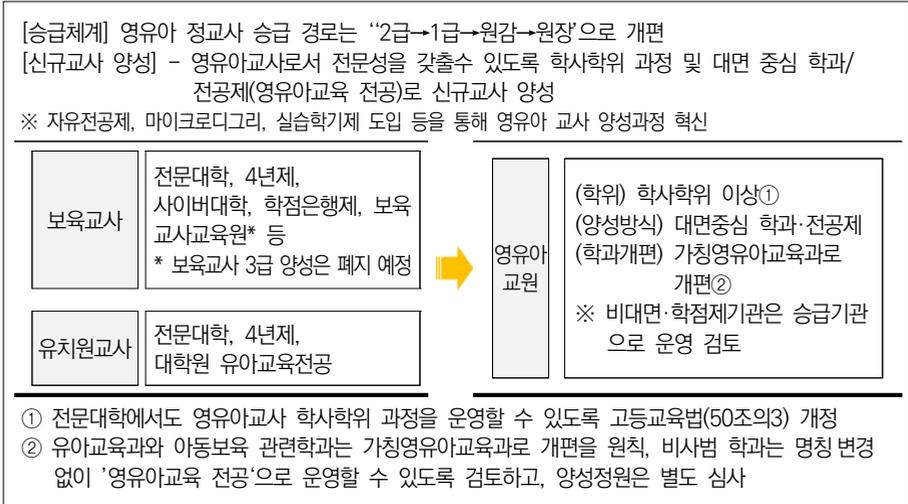 [승급체계] 영유아 정교사 승급 경로는 ‘‘2급→1급→원감→원장’으로 개편
[신규교사 양성] - 영유아교사로서 전문성을 갖출수 있도록 학사학위 과정 및 대면 중심 학과/
전공제(영유아교육 전공)로 신규교사 양성
※ 자유전공제, 마이크로디그리, 실습학기제 도입 등을 통해 영유아 교사 양성과정 혁신
보육교사
전문대학, 4년제,
사이버대학, 학점은행제, 보육
교사교육원* 등
* 보육교사 3급 양성은 폐지 예정
유치원교사
전문대학, 4년제,
대학원 유아교육전공
영유아
교원
(학위) 학사학위 이상①
(양성방식) 대면중심 학과·전공제
(학과개편) 가칭영유아교육과로
개편②
※ 비대면·학점제기관은 승급기관
으로 운영 검토
① 전문대학에서도 영유아교사 학사학위 과정을 운영할 수 있도록 고등교육법(50조의3) 개정
② 유아교육과와 아동보육 관련학과는 가칭영유아교육과로 개편을 원칙, 비사범 학과는 명칭 변경
없이 ’영유아교육 전공‘으로 운영할 수 있도록 검토하고, 양성정원은 별도 심사